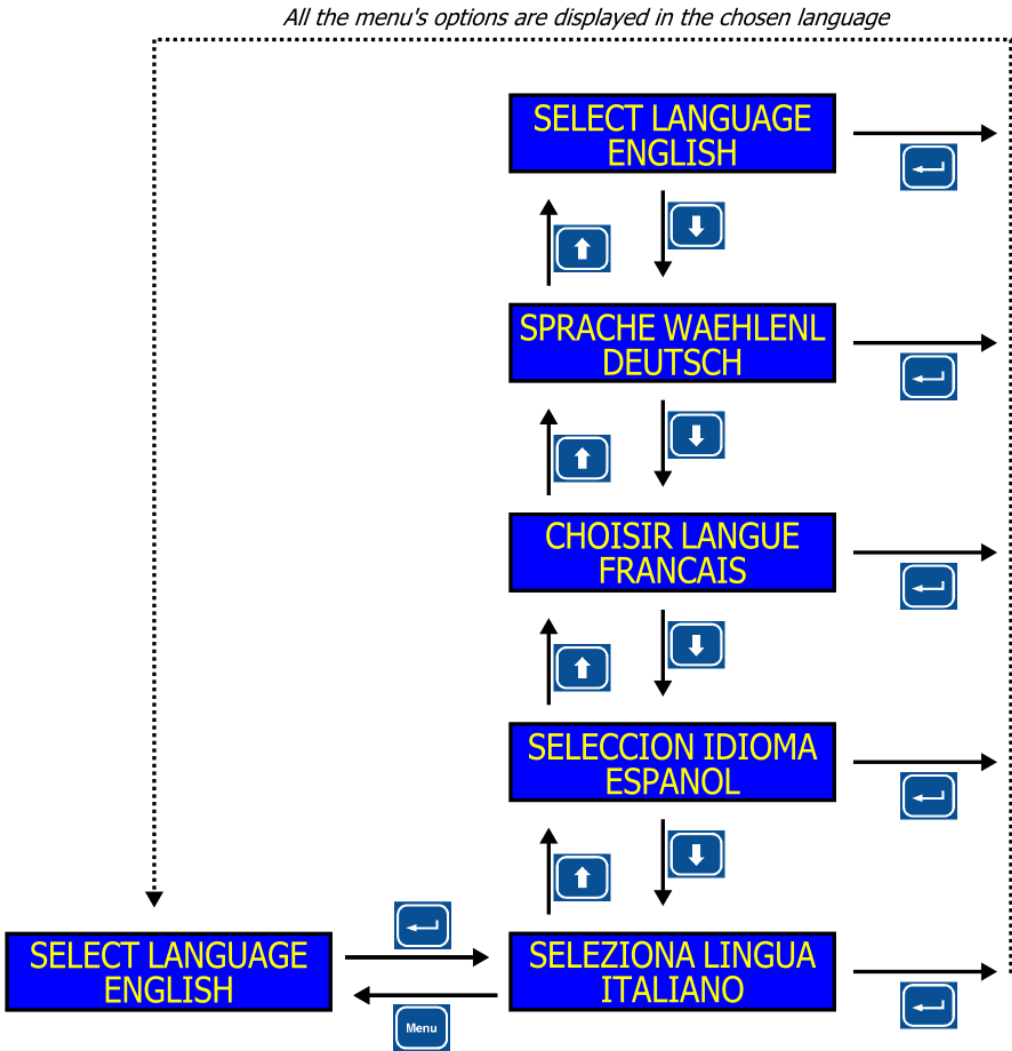 All the menu's options are displayed in the chosen language
SELECT LANGUAGE
ENGLISH
SPRACHE WAEHLENL
DEUTSCH
CHOISIR LANGUE
FRANCAIS
SELECCION IDIOMA
ESPANOL
SELECT LANGUAGE
ENGLISH
SELEZIONA LINGUA
ITALIANO
Menu